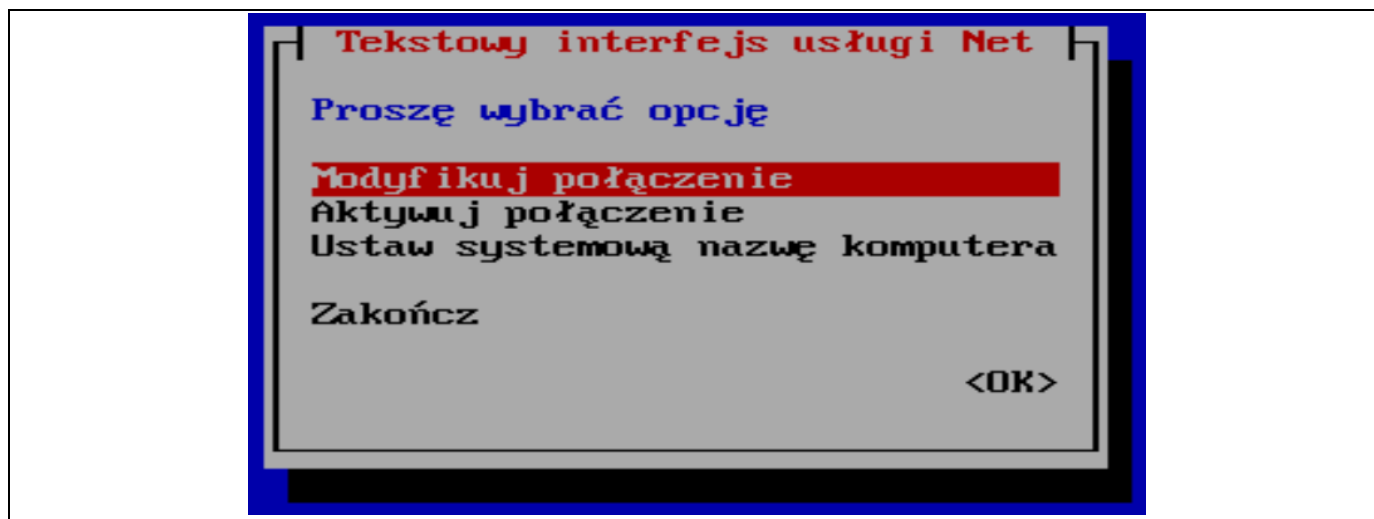 Tekstowy interfejs usługi Net
Proszę wybrać opcję
Modyfikuj połączenie
Aktywuj połączenie
Ustaw systemową nazwę komputera
Zakończ
<OK>